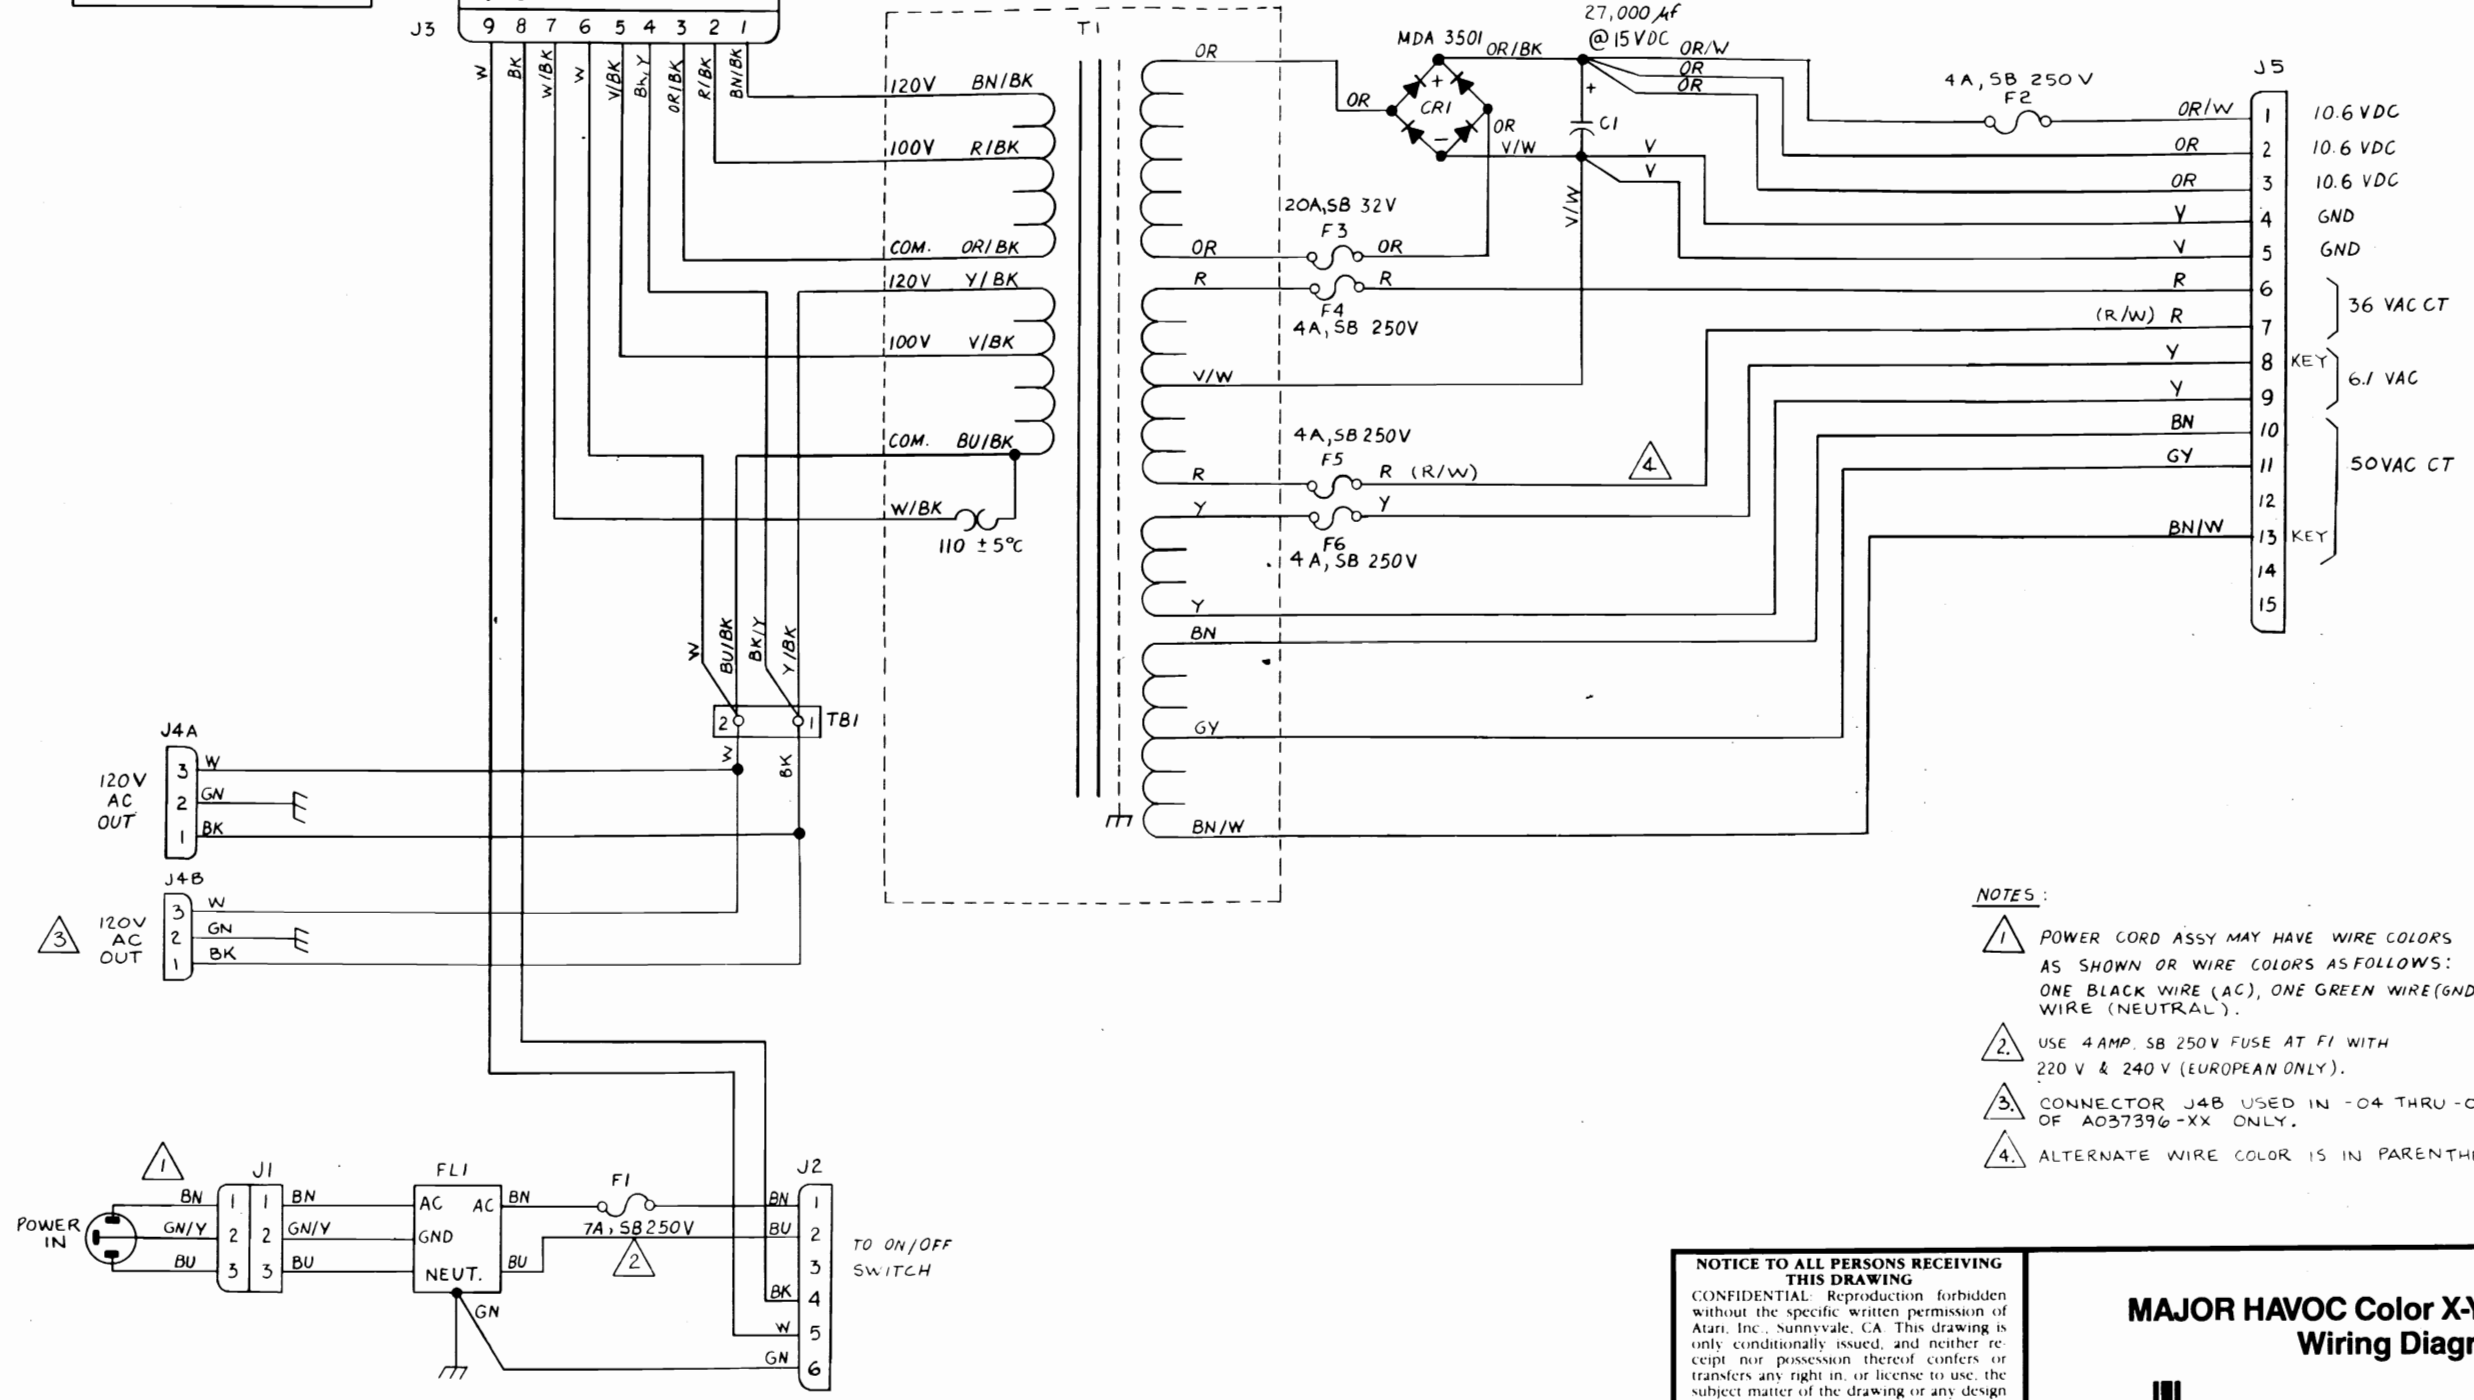 J3 9 8 7 6 5 4 3 2 1
W BK W/BK W V/BK BK,Y OR/BK R/BK BN/BK
T1
120V BN/BK
100V R/BK
COM. OR/BK
120V Y/BK
100V V/BK
COM. BU/BK
W/BK
110 ±5°C
W BU/BK BK/Y Y/BK
2 1 TB1
W BK
OR
OR
R
V/W
R
Y
Y
BN
GY
BN/W
27,000 µf
@15VDC
MDA 3501 OR/BK OR/W
OR
OR
OR + CR1 − OR
+ C1
V/W V
V
V/W
4A, SB 250V
F2
20A,SB 32V
F3 OR
R
F4
4A, SB 250V
4A,SB 250V
F5 R (R/W)
4
Y
F6
4A, SB 250V
J5
OR/W 1 10.6 VDC
OR 2 10.6 VDC
OR 3 10.6 VDC
V 4 GND
V 5 GND
R 6
36 VAC CT
(R/W) R 7
Y 8 KEY
6.1 VAC
Y 9
BN 10
GY 11 50VAC CT
12
BN/W 13 KEY
14
15
J4A
120V
AC
OUT
3 W
2 GN
1 BK
J4B
3 120V
AC
OUT
3 W
2 GN
1 BK
1 J1 FL1 F1 J2
POWER
IN
BN 1 1 BN AC AC BN BN 1
GN/Y 2 2 GN/Y GND 7A, SB250V BU 2
BU 3 3 BU NEUT. BU 2 3
TO ON/OFF
SWITCH
BK 4
GN W 5
GN 6
NOTES:
1 POWER CORD ASSY MAY HAVE WIRE COLORS
AS SHOWN OR WIRE COLORS AS FOLLOWS:
ONE BLACK WIRE (AC), ONE GREEN WIRE (GND
WIRE (NEUTRAL).
2. USE 4 AMP. SB 250V FUSE AT F1 WITH
220 V & 240 V (EUROPEAN ONLY).
3. CONNECTOR J4B USED IN -04 THRU -0
OF A037396-XX ONLY.
4. ALTERNATE WIRE COLOR IS IN PARENTH
NOTICE TO ALL PERSONS RECEIVING
THIS DRAWING
CONFIDENTIAL: Reproduction forbidden
without the specific written permission of
Atari, Inc., Sunnyvale, CA. This drawing is
only conditionally issued, and neither re-
ceipt nor possession thereof confers or
transfers any right in, or license to use, the
subject matter of the drawing or any design
MAJOR HAVOC Color X-Y
Wiring Diagr